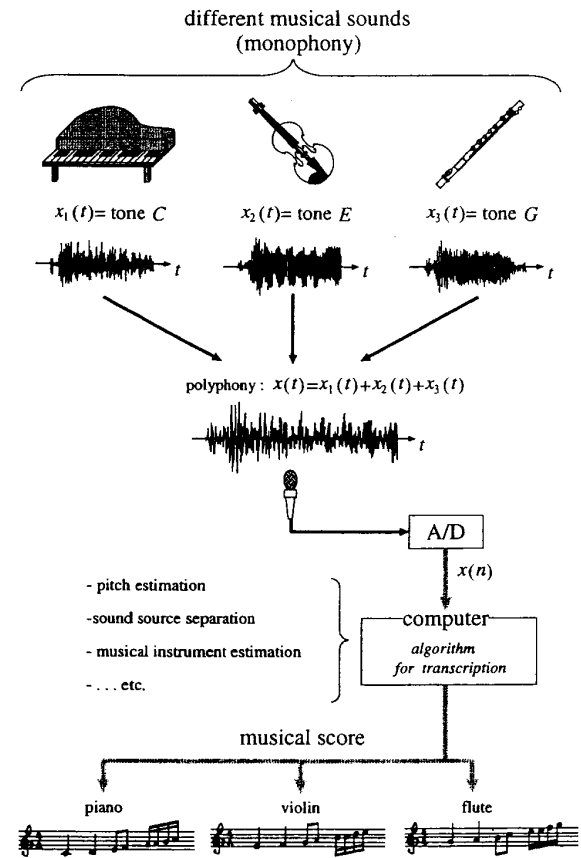 different musical sounds
(monophony)
x₁(t)= tone C
x₂(t)= tone E
x₃(t)= tone G
t
t
t
polyphony : x(t)=x₁(t)+x₂(t)+x₃(t)
t
A/D
x(n)
- pitch estimation
-sound source separation
- musical instrument estimation
- . . . etc.
computer
algorithm
for transcription
musical score
piano
violin
flute